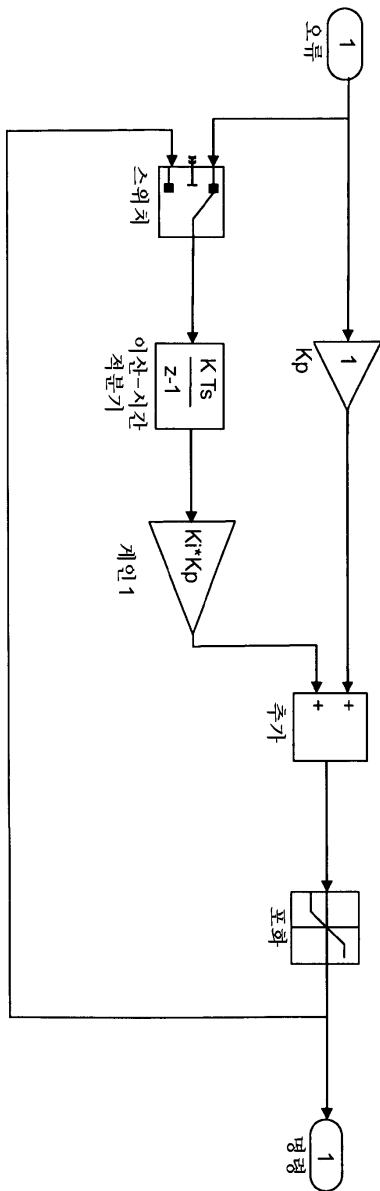 1
오류
1
Kp
스위치
K Ts
z-1
이산-시간
적분기
Ki*Kp
게인1
+
+
추가
포화
1
명령